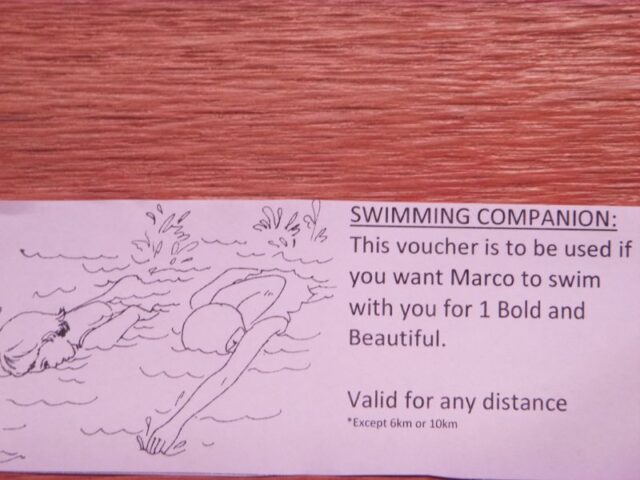 SWIMMING COMPANION:
This voucher is to be used if
you want Marco to swim
with you for 1 Bold and
Beautiful.
Valid for any distance
*Except 6km or 10km